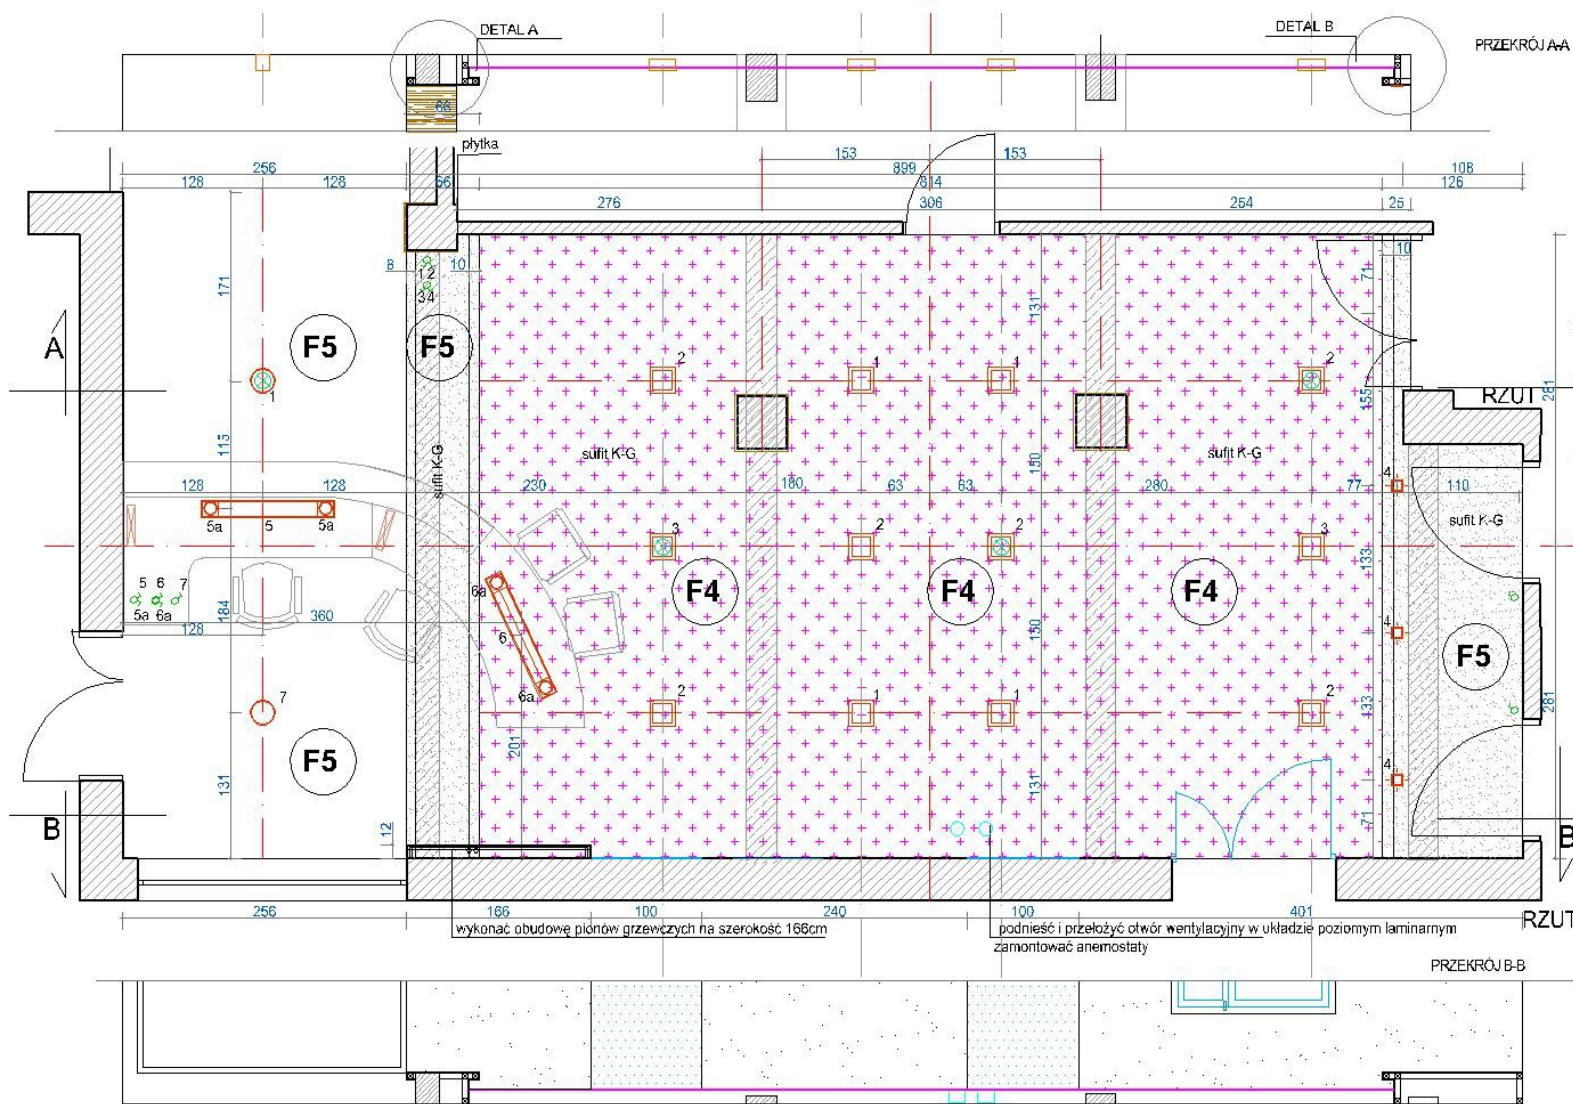 DETAL A
DETAL B
PRZEKRÓJ A-A
68
płytka
153
153
256
899
108
128
128
66
814
126
276
306
254
25
8
10
10
12
34
171
131
71
A
F5
F5
2
1
1
2
1
155
281
RZUT
115
sufit K-G
sufit K-G
sufit K-G
150
4
128
128
230
180
63
63
280
77
110
5a
5
5a
3
2
2
3
sufit K-G
5
6
7
5a
6a
184
128
360
6a
6
6a
F4
F4
F4
133
150
4
F5
7
2
1
1
2
133
281
201
F5
131
131
4
71
B
12
B
256
166
100
240
100
401
RZUT
wykonać obudowę pionów grzewczych na szerokość 166cm
podnieść i przełożyć otwór wentylacyjny w układzie poziomym laminarnym
zamontować anemostaty
PRZEKRÓJ B-B